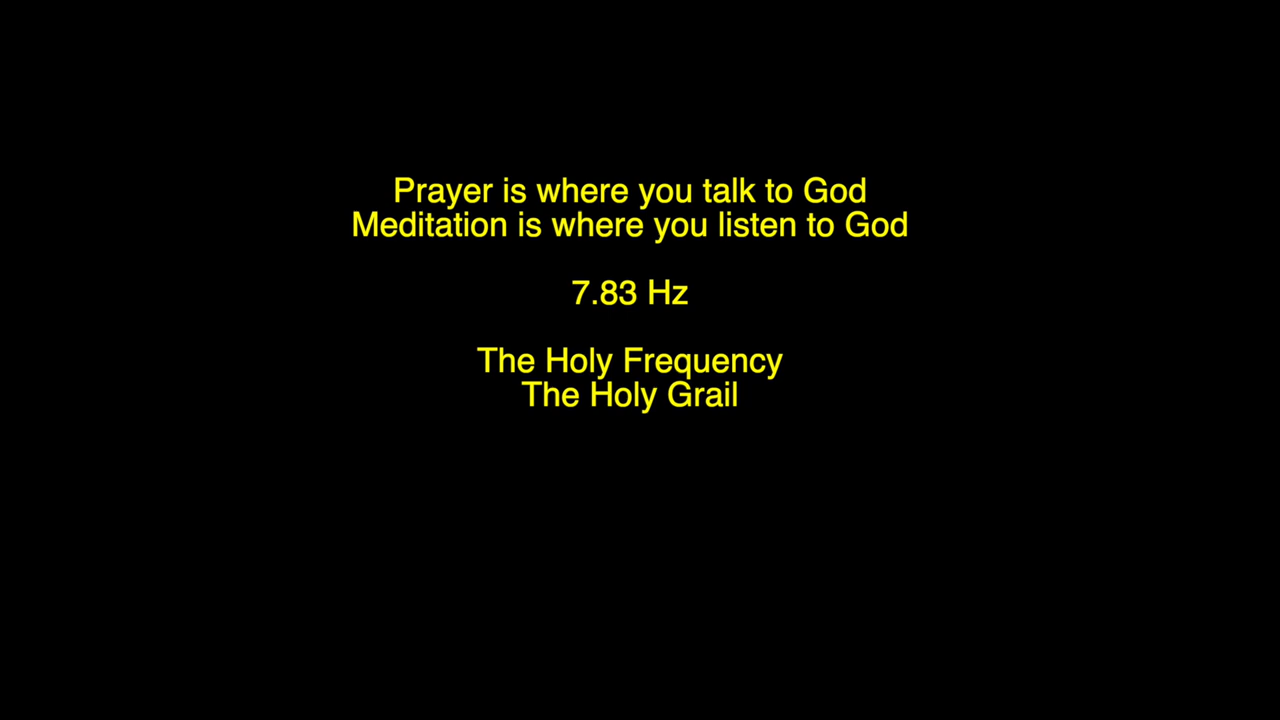 Prayer is where you talk to God
Meditation is where you listen to God
7.83 Hz
The Holy Frequency
The Holy Grail